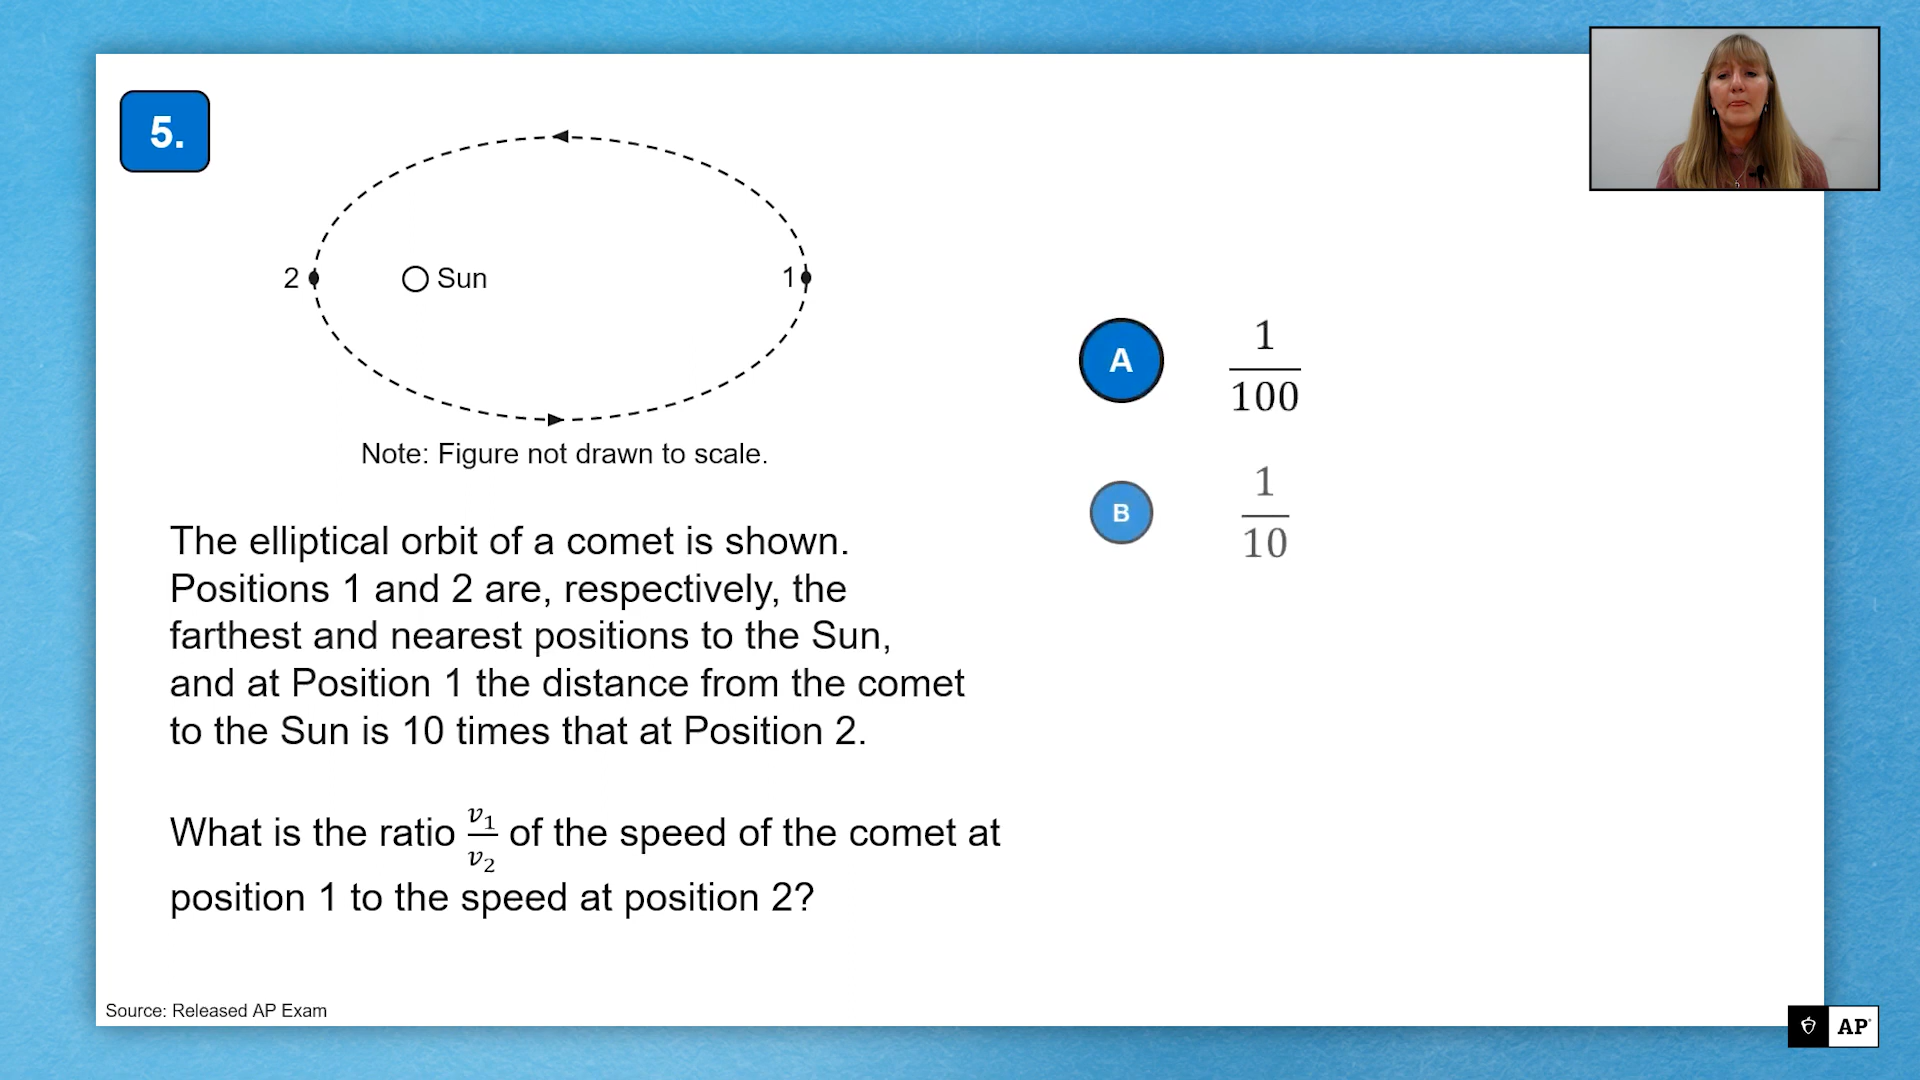 5.
2
Sun
1
Note: Figure not drawn to scale.
The elliptical orbit of a comet is shown.
Positions 1 and 2 are, respectively, the
farthest and nearest positions to the Sun,
and at Position 1 the distance from the comet
to the Sun is 10 times that at Position 2.
What is the ratio v₁/v₂ of the speed of the comet at
position 1 to the speed at position 2?
A 1/100
B 1/10
Source: Released AP Exam
AP